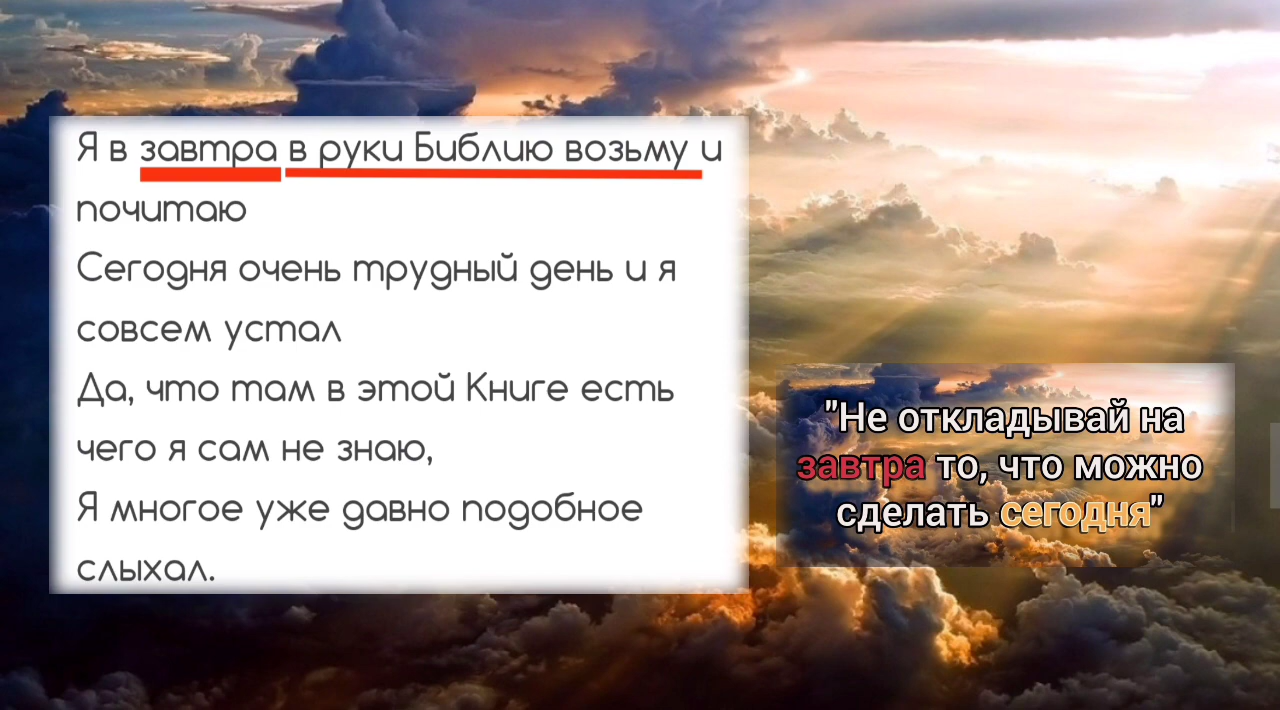 Я в завтра в руки Библию возьму и
почитаю
Сегодня очень трудный день и я
совсем устал
Да, что там в этой Книге есть
чего я сам не знаю,
Я многое уже давно подобное
слыхал.
"Не откладывай на
завтра то, что можно
сделать сегодня"